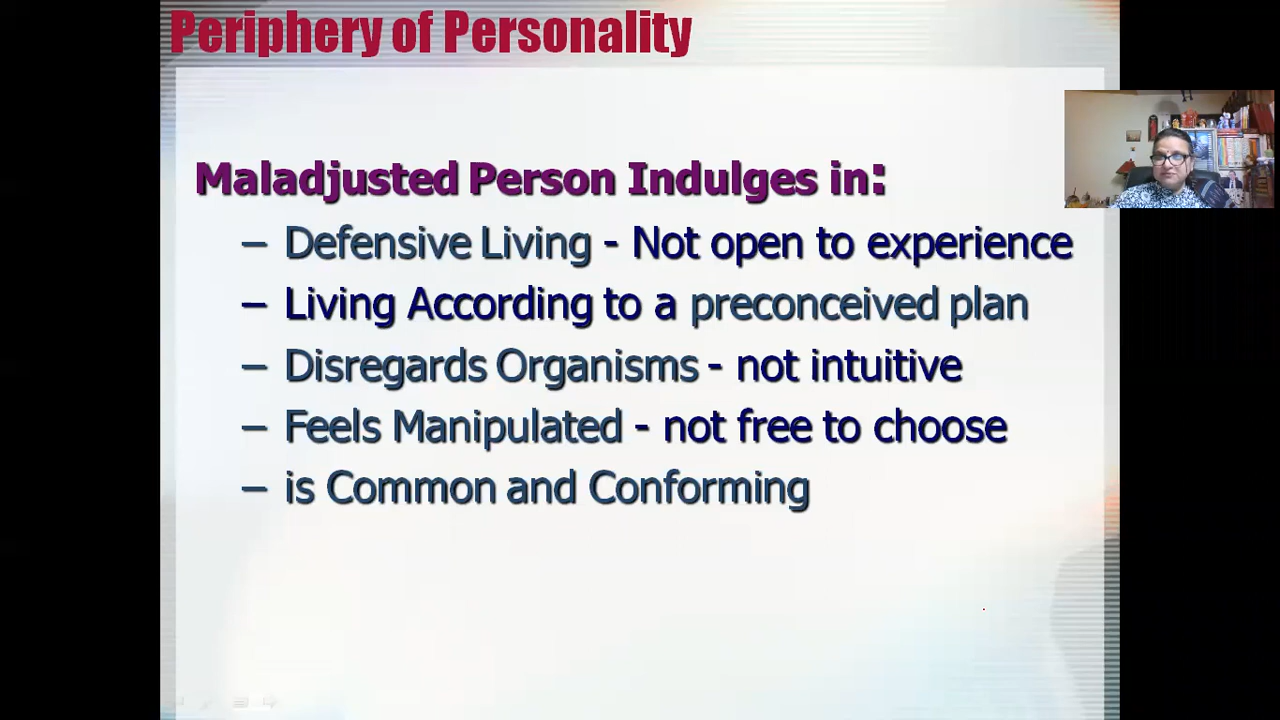 Periphery of Personality
Maladjusted Person Indulges in:
– Defensive Living - Not open to experience
– Living According to a preconceived plan
– Disregards Organisms - not intuitive
– Feels Manipulated - not free to choose
– is Common and Conforming